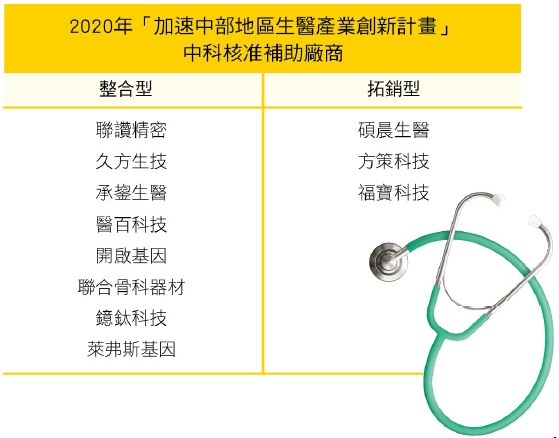 2020年「加速中部地區生醫產業創新計畫」
中科核准補助廠商
整合型
拓銷型
聯讚精密
碩晨生醫
久方生技
方策科技
承鋆生醫
福寶科技
醫百科技
開啟基因
聯合骨科器材
鐿鈦科技
萊弗斯基因